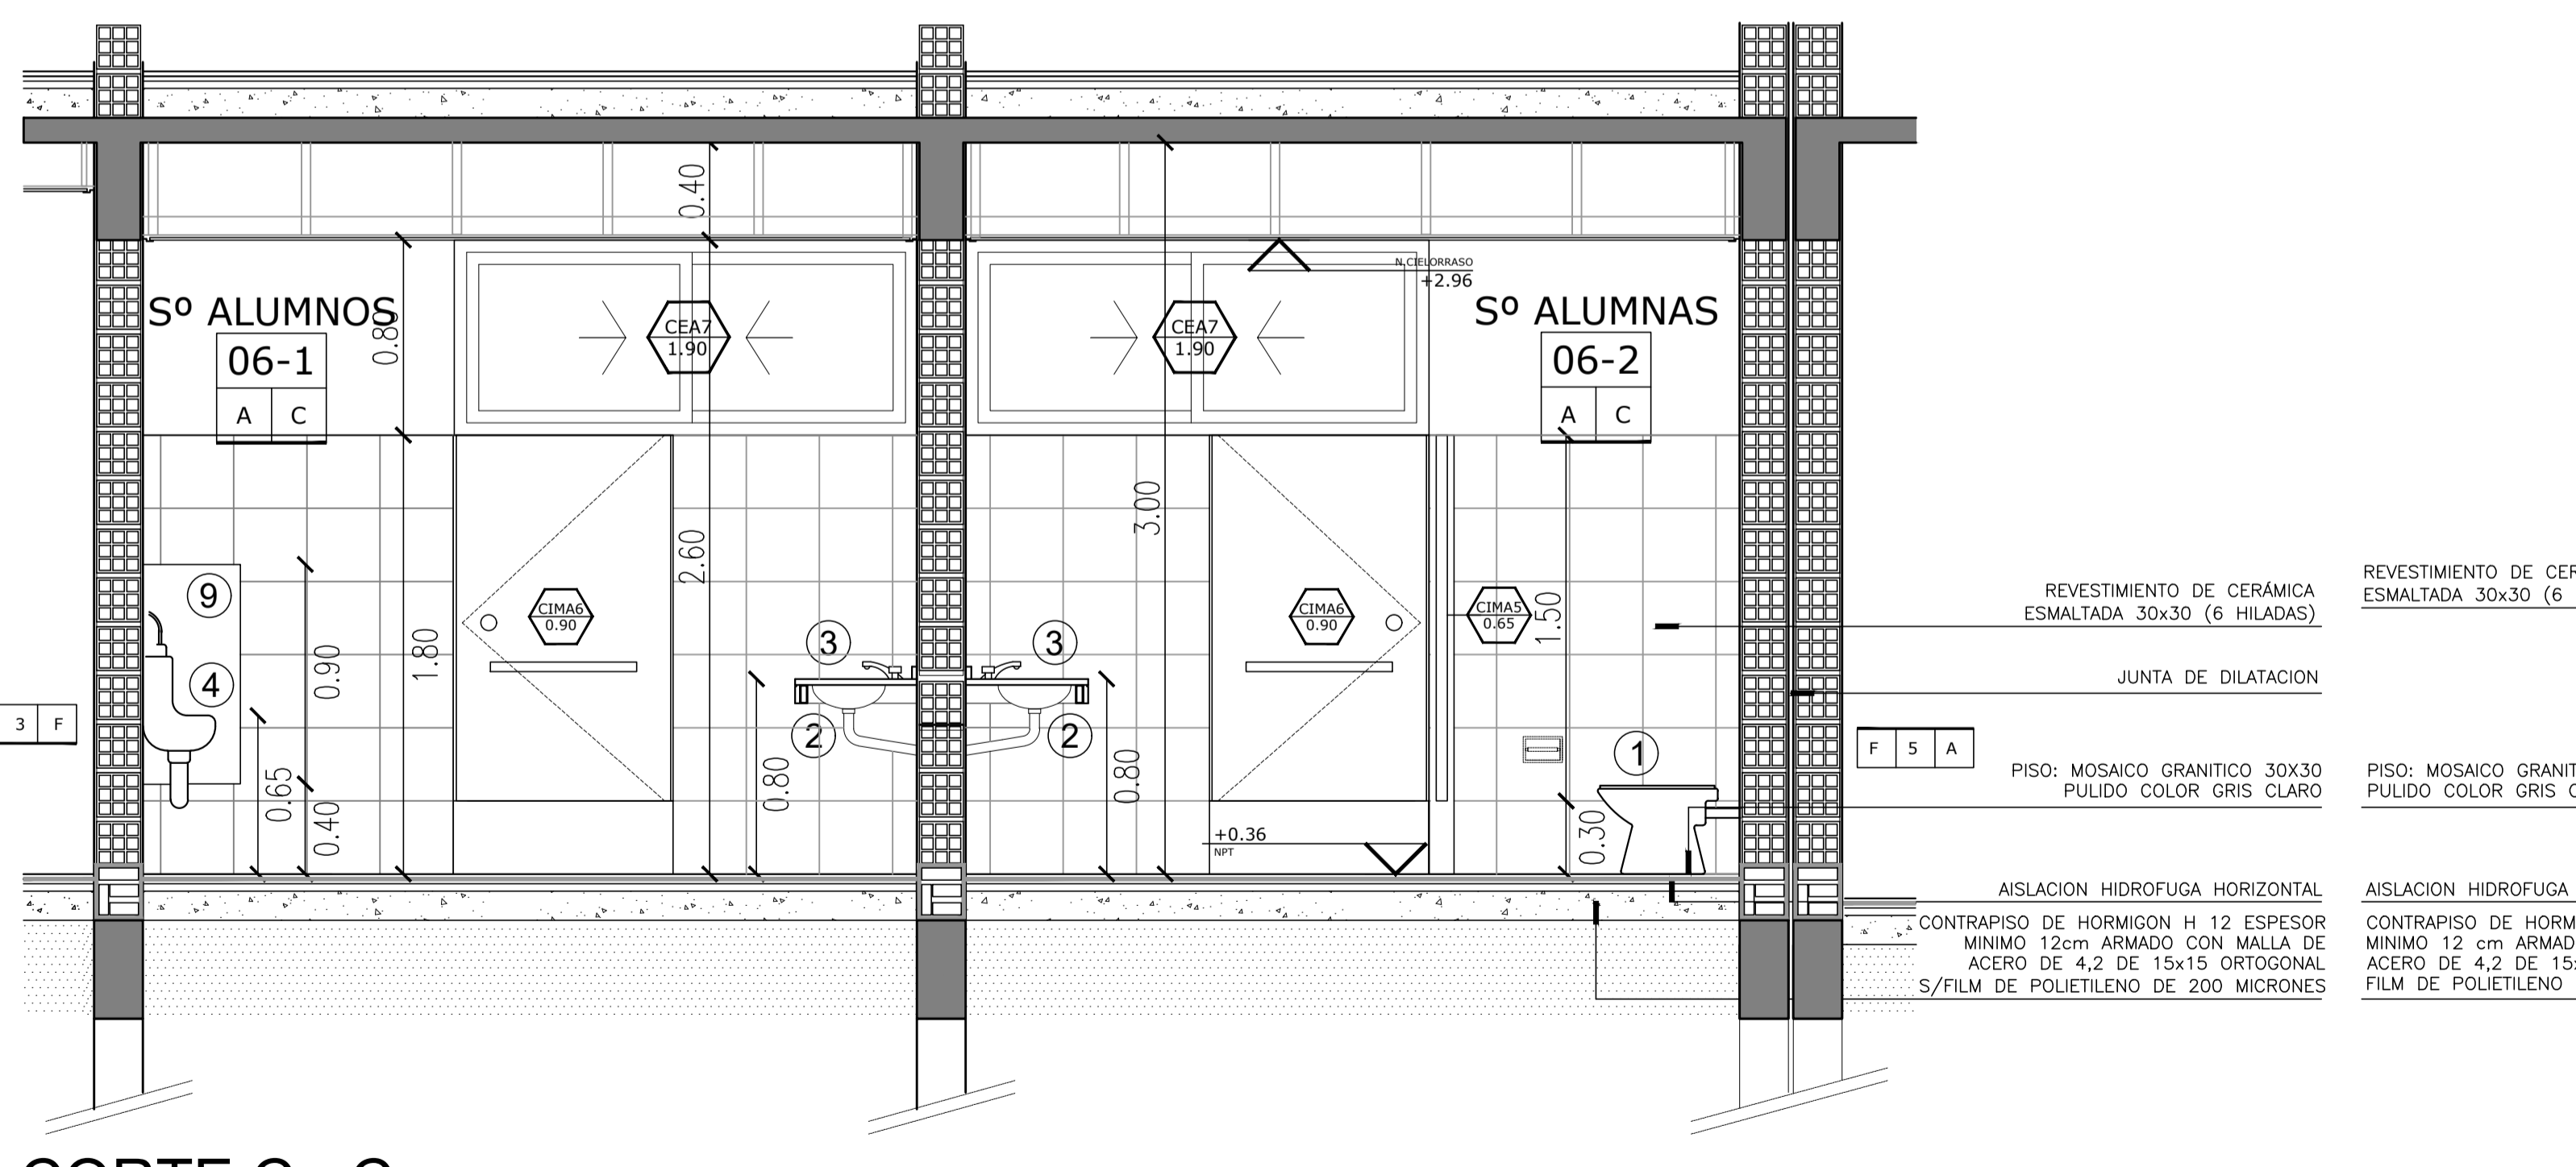 0.40
N.CIELORRASO
+2.96
Sº ALUMNOS
0.80
06-1
A C
CEA7
1.90
CEA7
1.90
Sº ALUMNAS
06-2
A C
3.00
2.60
9
4
0.90
1.80
0.65
0.40
CIMA6
0.90
3
3
2
2
0.80
0.80
CIMA6
0.90
CIMA5
0.65
1.50
1
0.30
+0.36
NPT
3 F
F 5 A
REVESTIMIENTO DE CERÁMICA
ESMALTADA 30x30 (6 HILADAS)
JUNTA DE DILATACION
PISO: MOSAICO GRANITICO 30X30
PULIDO COLOR GRIS CLARO
AISLACION HIDROFUGA HORIZONTAL
CONTRAPISO DE HORMIGON H 12 ESPESOR
MINIMO 12cm ARMADO CON MALLA DE
ACERO DE 4,2 DE 15x15 ORTOGONAL
S/FILM DE POLIETILENO DE 200 MICRONES
REVESTIMIENTO DE
ESMALTADA 30x30 (6
PISO: MOSAICO
PULIDO COLOR GRIS
AISLACION HIDROFUGA
CONTRAPISO DE
MINIMO 12 cm
ACERO DE 4,2 DE
FILM DE POLIETILENO